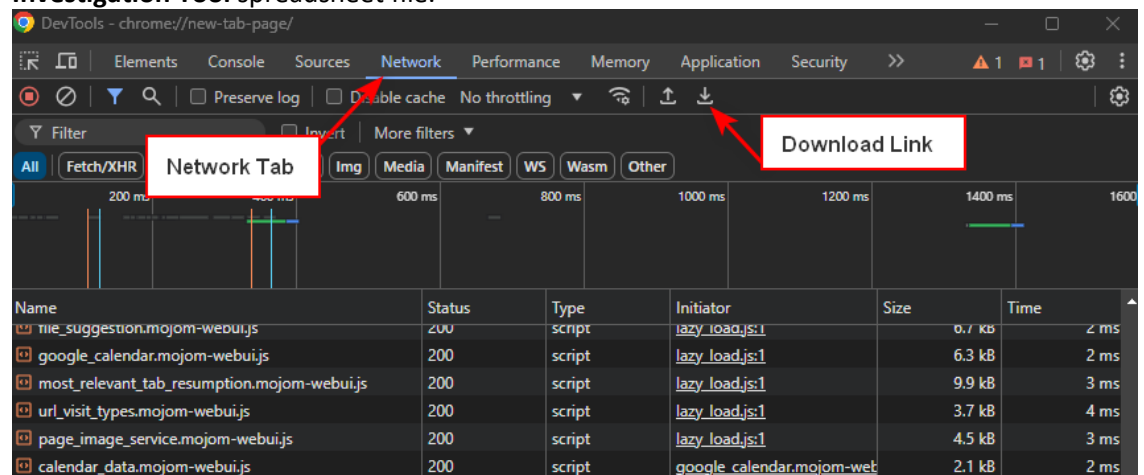 Investigation Tool spreadsheet file.
DevTools - chrome://new-tab-page/
Elements Console Sources Network Performance Memory Application Security 1 1
Preserve log Disable cache No throttling
Filter Invert More filters
Network Tab
Download Link
All Fetch/XHR Img Media Manifest WS Wasm Other
200 ms 400 ms 600 ms 800 ms 1000 ms 1200 ms 1400 ms 1600
Name Status Type Initiator Size Time
file_suggestion.mojom-webui.js 200 script lazy_load.js:1 6.7 kB 2 ms
google_calendar.mojom-webui.js 200 script lazy_load.js:1 6.3 kB 2 ms
most_relevant_tab_resumption.mojom-webui.js 200 script lazy_load.js:1 9.9 kB 3 ms
url_visit_types.mojom-webui.js 200 script lazy_load.js:1 3.7 kB 4 ms
page_image_service.mojom-webui.js 200 script lazy_load.js:1 4.5 kB 3 ms
calendar_data.mojom-webui.js 200 script google_calendar.mojom-web 2.1 kB 2 ms